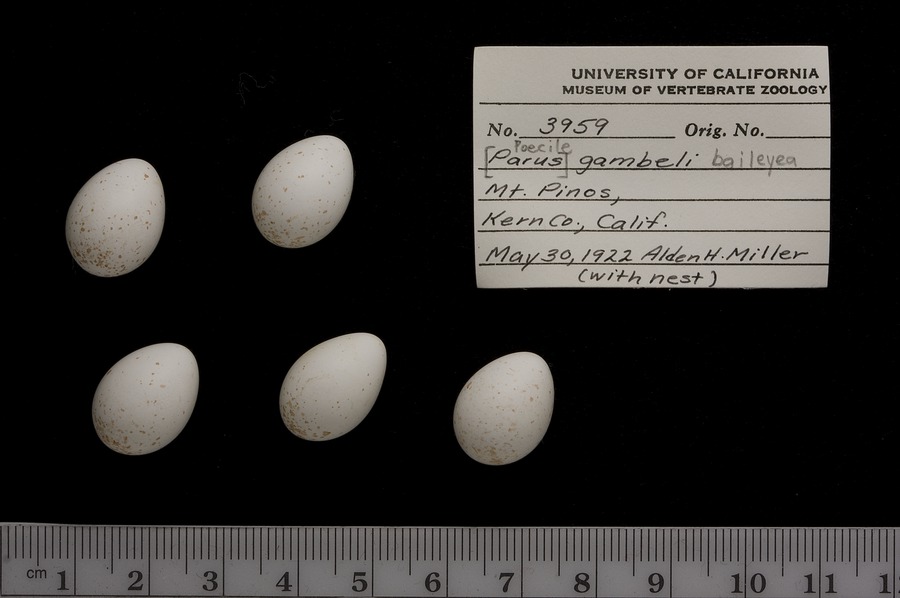 UNIVERSITY OF CALIFORNIA
MUSEUM OF VERTEBRATE ZOOLOGY
No. 3959 Orig. No.
Poecile
[Parus] gambeli baileyea
Mt. Pinos,
Kern Co., Calif.
May 30, 1922 Alden H. Miller
(with nest)
cm 1 2 3 4 5 6 7 8 9 10 11